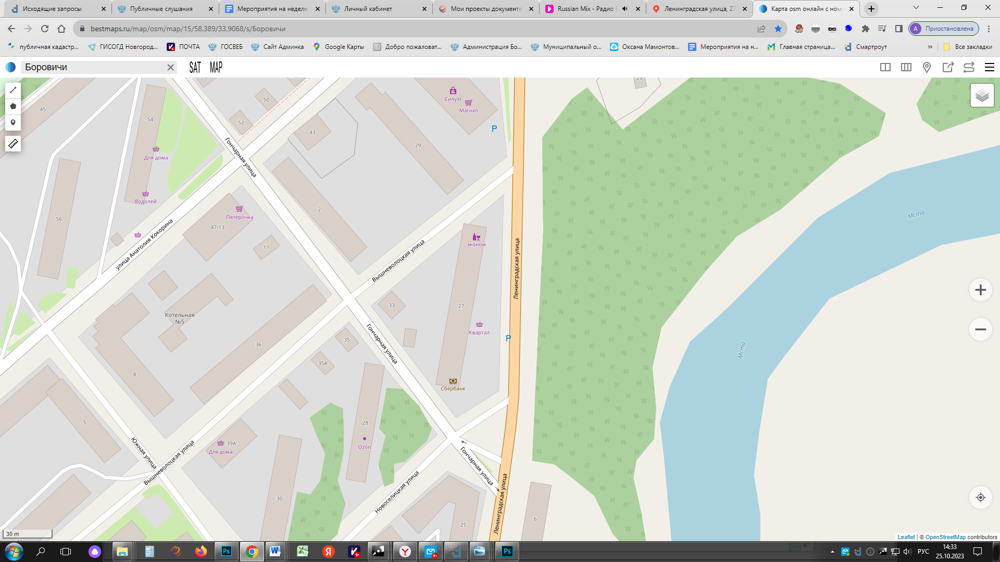 Исходящие запросы
Публичные слушания
Мероприятия на неделю
Личный кабинет
Мои проекты документо
Russian Mix - Радио
Ленинградская улица, 27
Карта osm онлайн с ном
bestmaps.ru/map/osm/map/15/58.389/33.9068/s/Боровичи
А Приостановлена
публичная кадастр...
ГИСОГД Новгород...
ПОЧТА
ГОСВЕБ
Сайт Админка
Google Карты
Добро пожаловат...
Администрация Бо...
Муниципальный о...
Оксана Мамонтов...
Мероприятия на н...
Главная страница...
Смартроут
»
Все закладки
Боровичи
SAT MAP
29
Силуэт
Магнит
45
50
54
52
43
P
29
Гончарная улица
Для дома
Водолей
2
56
Пятёрочка
47/13
11
улица Анатолия Кокорина
Вышневолоцкая улица
эконом
Ленинградская улица
Мста
33
27
Котельная
№5
Квартал
P
36
35
Гончарная улица
Мста
35А
8
Сбербанк
5
28
Ozon
39А
Для дома
Южная улица
Вышневолоцкая улица
Гончарная улица
Новоселицкая улица
Ленинградская улица
30
25
6
30 m
Leaflet | © OpenStreetMap contributors
Ps
W
Я
9+
Y
9+
Ps
РУС
14:33
25.10.2023